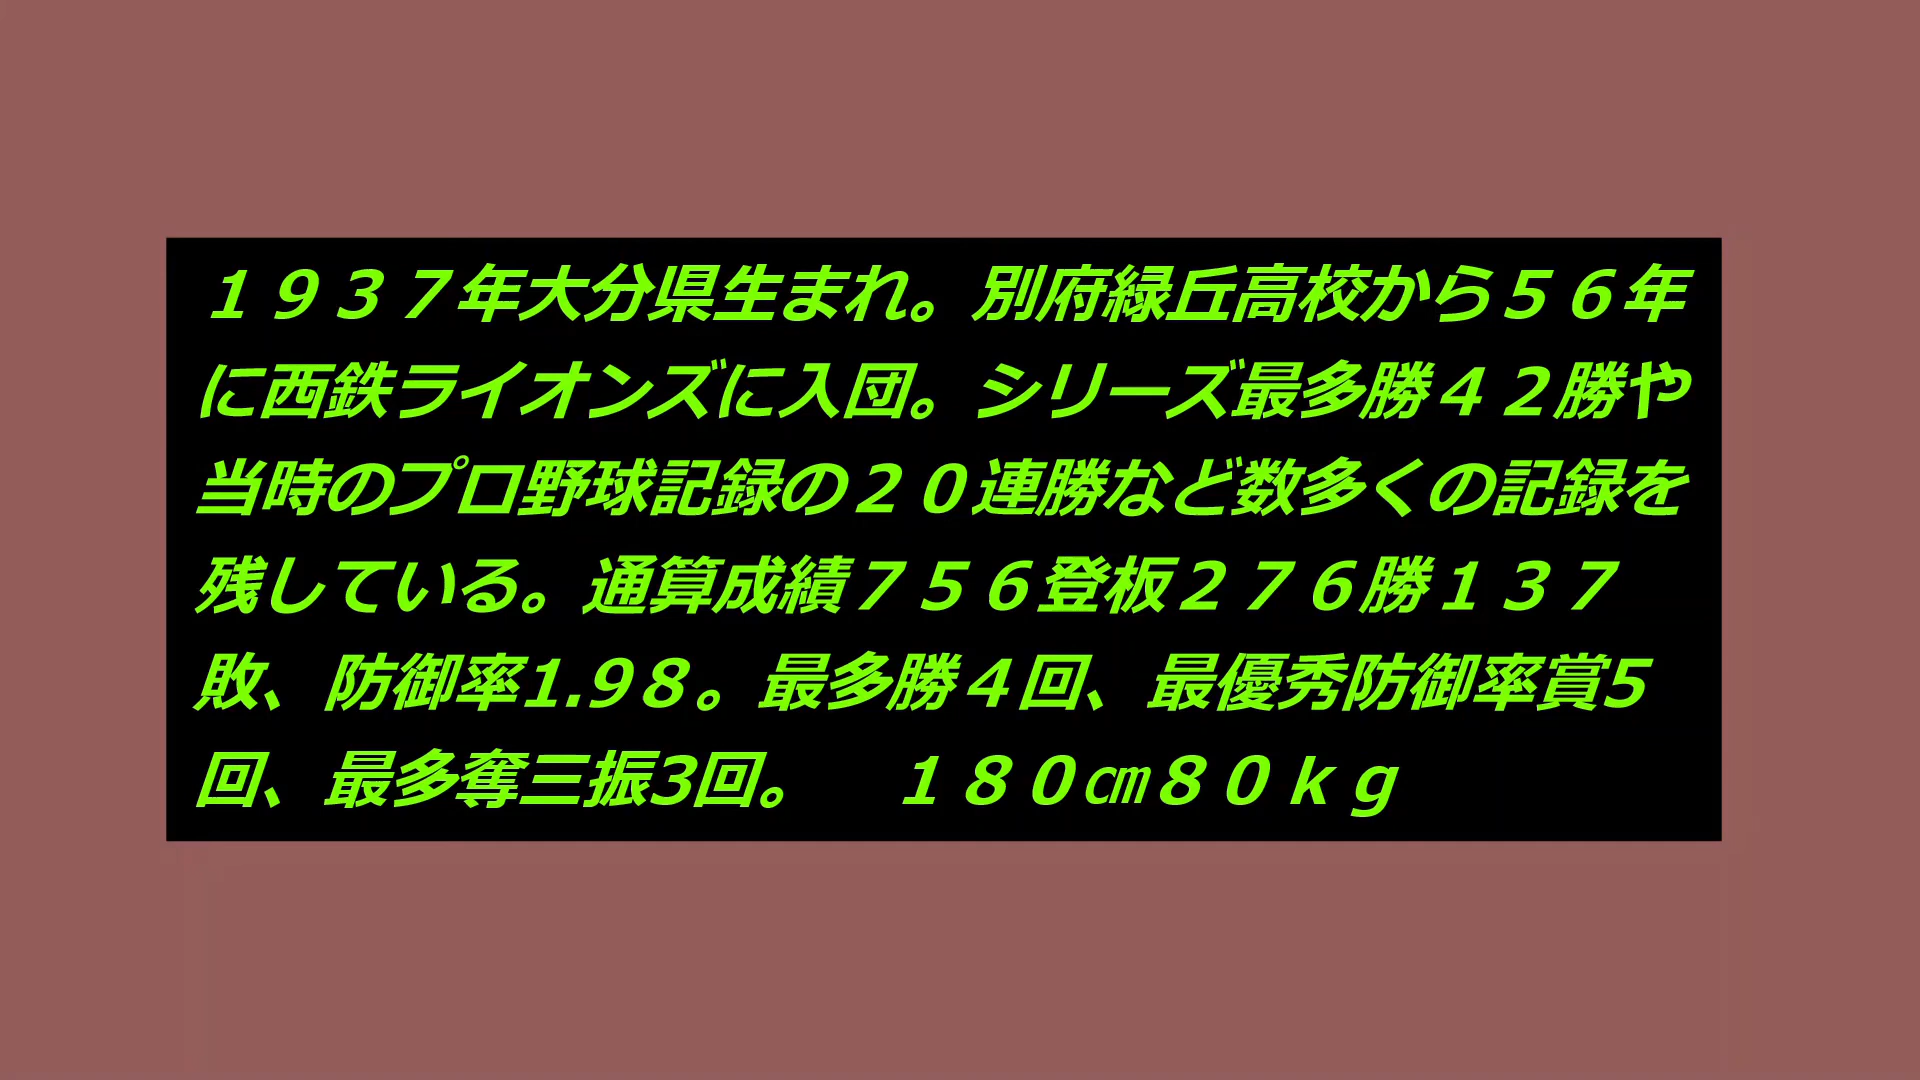 １９３７年大分県生まれ。別府緑丘高校から５６年
に西鉄ライオンズに入団。シリーズ最多勝４２勝や
当時のプロ野球記録の２０連勝など数多くの記録を
残している。通算成績７５６登板２７６勝１３７
敗、防御率1.９８。最多勝４回、最優秀防御率賞5
回、最多奪三振3回。　１８０㎝８０ｋｇ